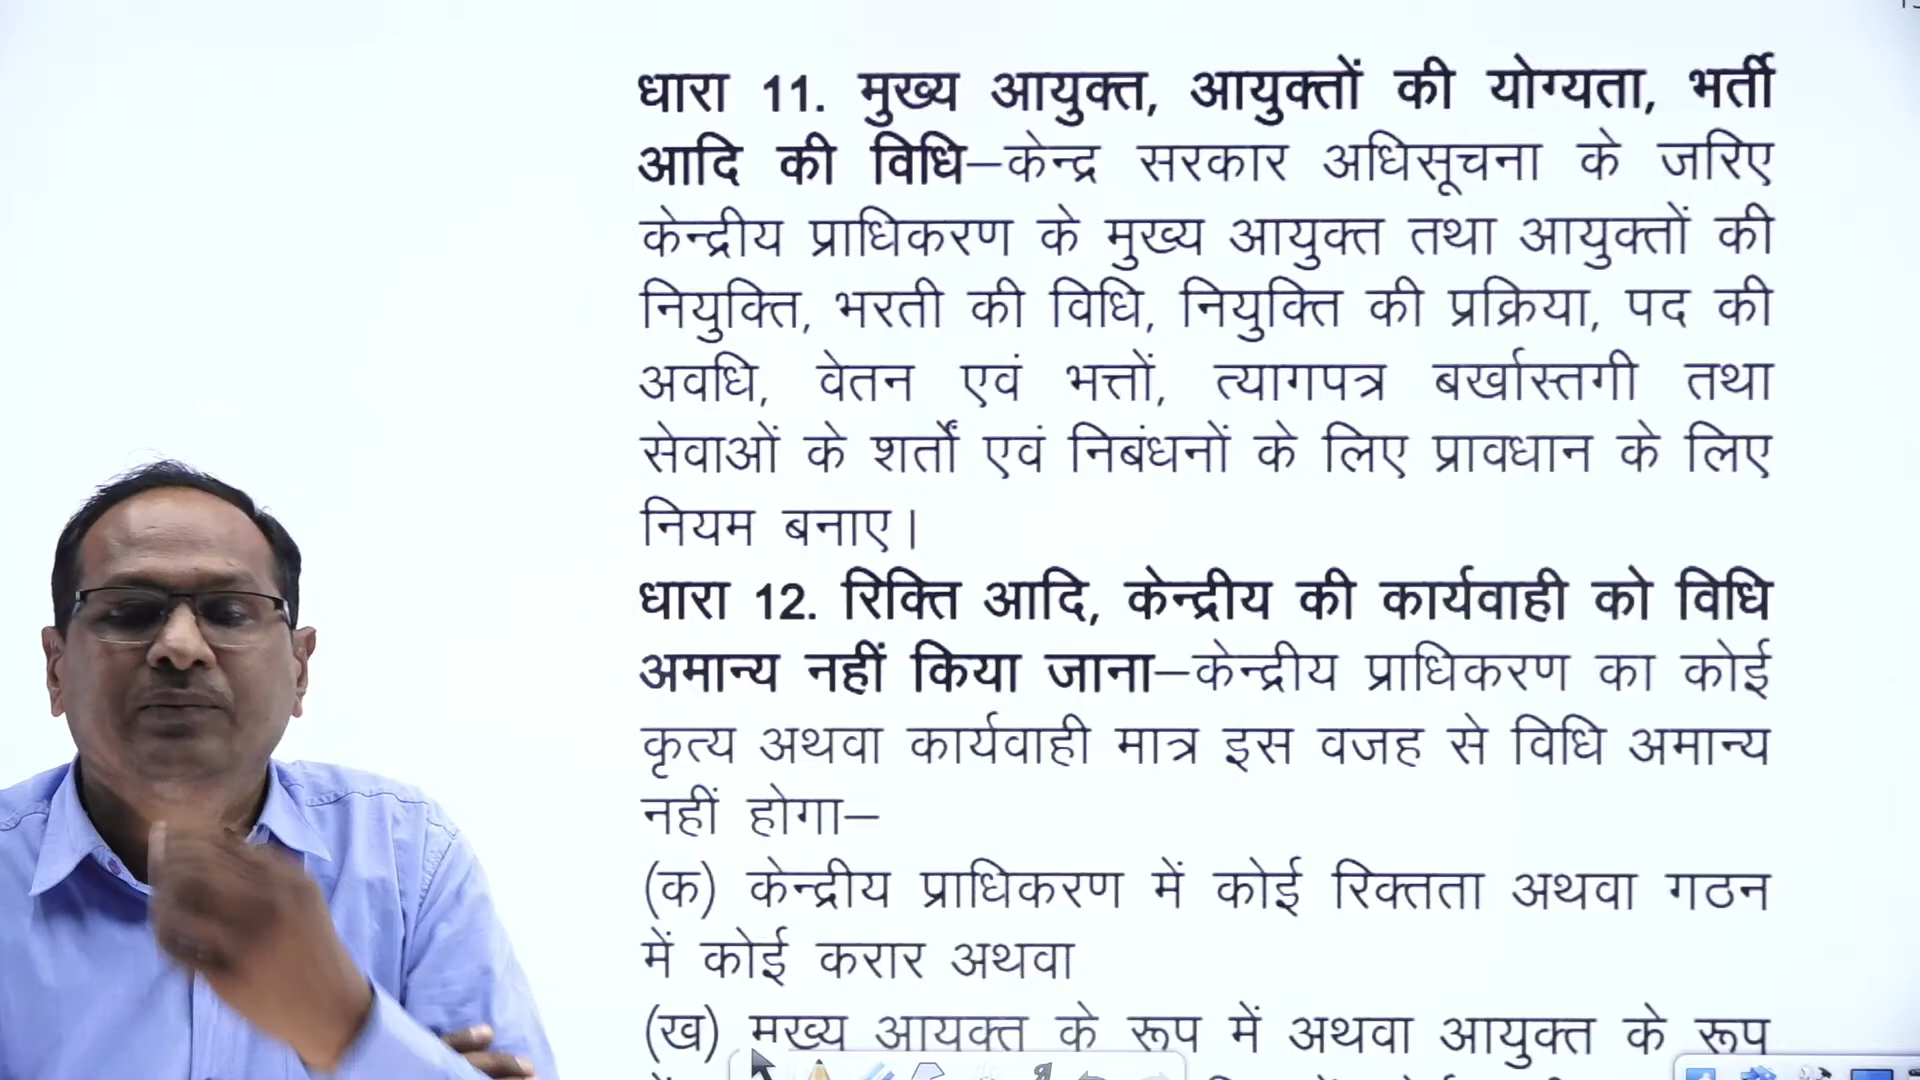 धारा 11. मुख्य आयुक्त, आयुक्तों की योग्यता, भर्ती
आदि की विधि–केन्द्र सरकार अधिसूचना के जरिए
केन्द्रीय प्राधिकरण के मुख्य आयुक्त तथा आयुक्तों की
नियुक्ति, भरती की विधि, नियुक्ति की प्रक्रिया, पद की
अवधि, वेतन एवं भत्तों, त्यागपत्र बर्खास्तगी तथा
सेवाओं के शर्तों एवं निबंधनों के लिए प्रावधान के लिए
नियम बनाए।
धारा 12. रिक्ति आदि, केन्द्रीय की कार्यवाही को विधि
अमान्य नहीं किया जाना–केन्द्रीय प्राधिकरण का कोई
कृत्य अथवा कार्यवाही मात्र इस वजह से विधि अमान्य
नहीं होगा–
(क) केन्द्रीय प्राधिकरण में कोई रिक्तता अथवा गठन
में कोई करार अथवा
(ख) मुख्य आयुक्त के रूप में अथवा आयुक्त के रूप